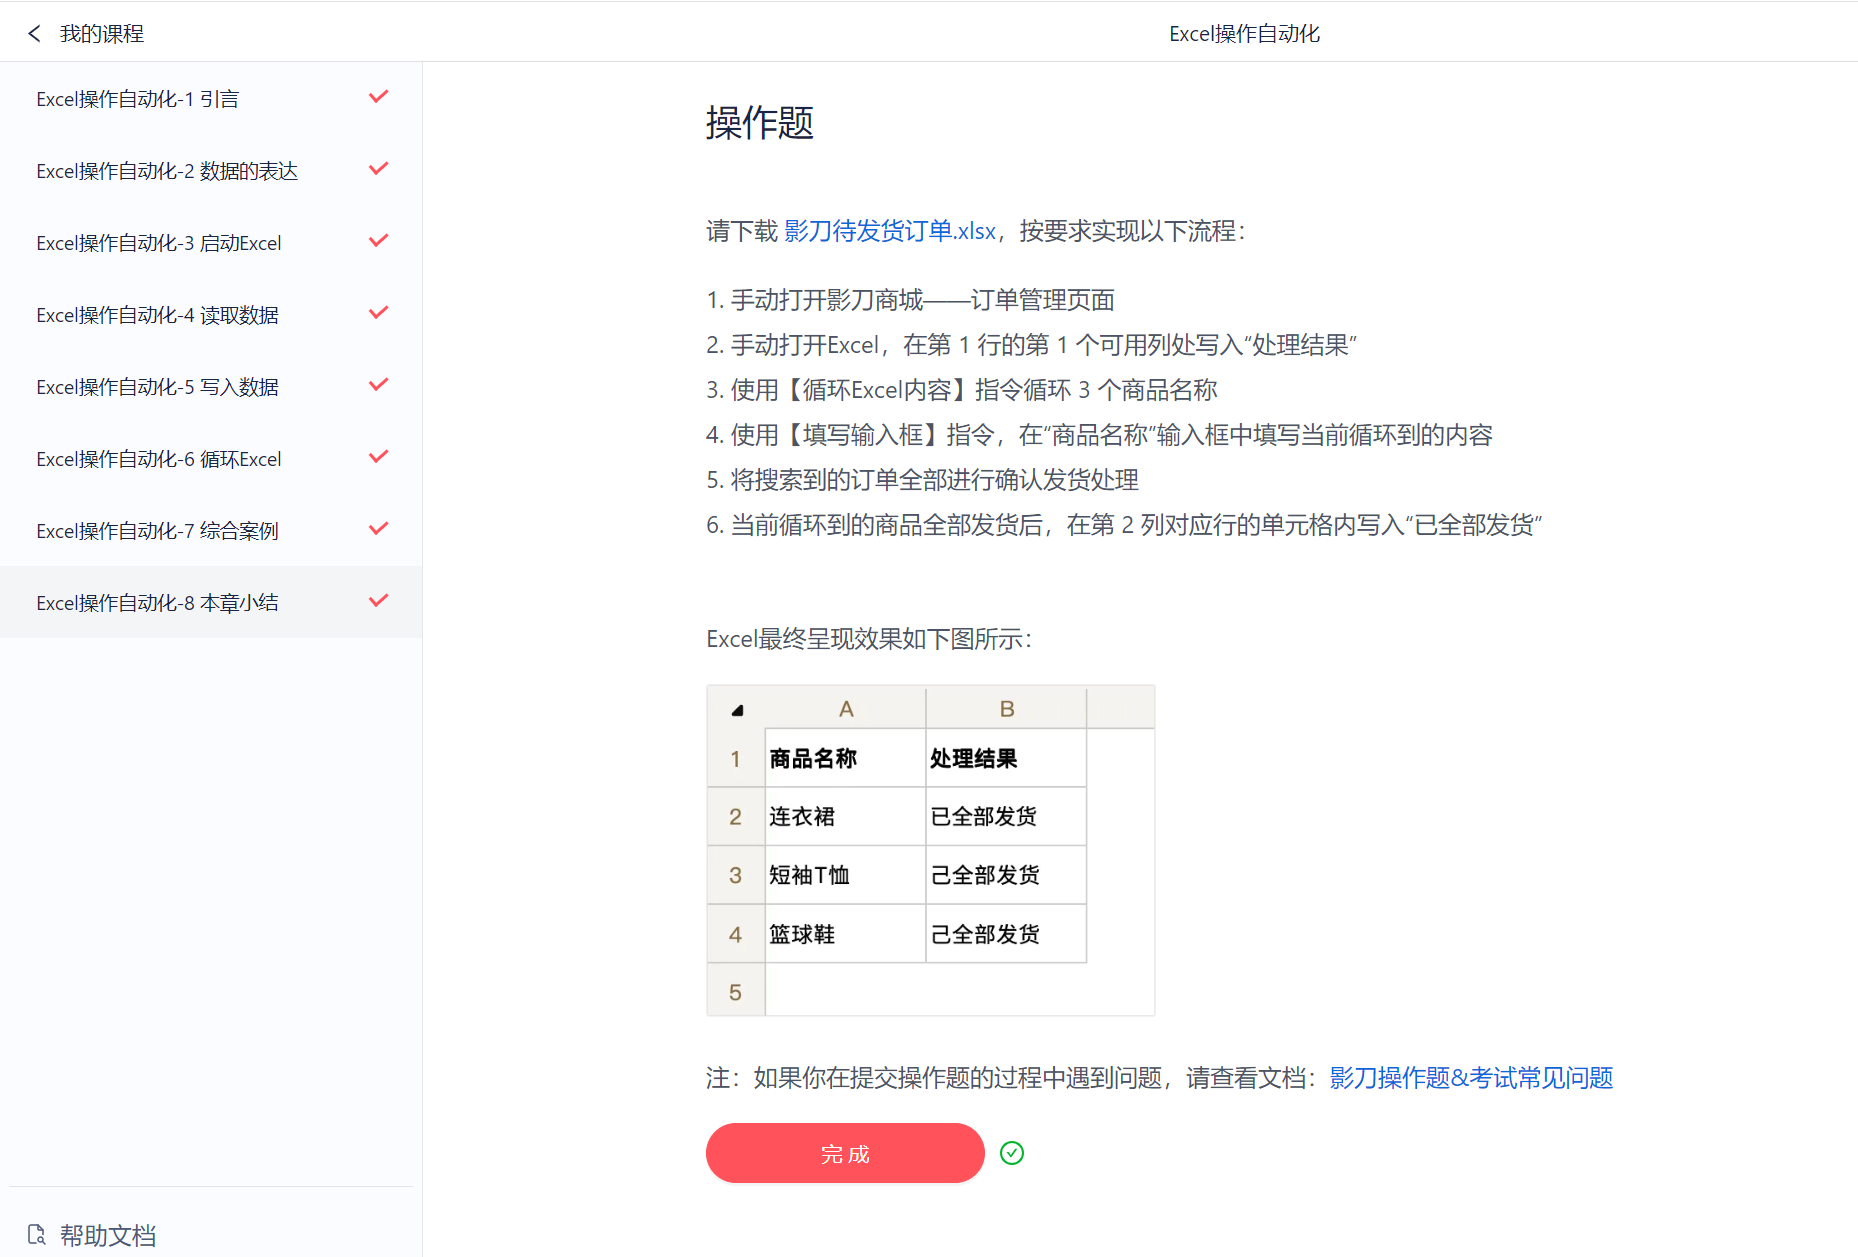 我的课程
Excel操作自动化
Excel操作自动化-1 引言
Excel操作自动化-2 数据的表达
Excel操作自动化-3 启动Excel
Excel操作自动化-4 读取数据
Excel操作自动化-5 写入数据
Excel操作自动化-6 循环Excel
Excel操作自动化-7 综合案例
Excel操作自动化-8 本章小结
帮助文档
操作题
请下载 影刀待发货订单.xlsx，按要求实现以下流程：
1. 手动打开影刀商城——订单管理页面
2. 手动打开Excel，在第 1 行的第 1 个可用列处写入“处理结果”
3. 使用【循环Excel内容】指令循环 3 个商品名称
4. 使用【填写输入框】指令，在“商品名称”输入框中填写当前循环到的内容
5. 将搜索到的订单全部进行确认发货处理
6. 当前循环到的商品全部发货后，在第 2 列对应行的单元格内写入“已全部发货”
Excel最终呈现效果如下图所示：
A B
1 商品名称 处理结果
2 连衣裙 已全部发货
3 短袖T恤 己全部发货
4 篮球鞋 己全部发货
5
注：如果你在提交操作题的过程中遇到问题，请查看文档：影刀操作题&考试常见问题
完成